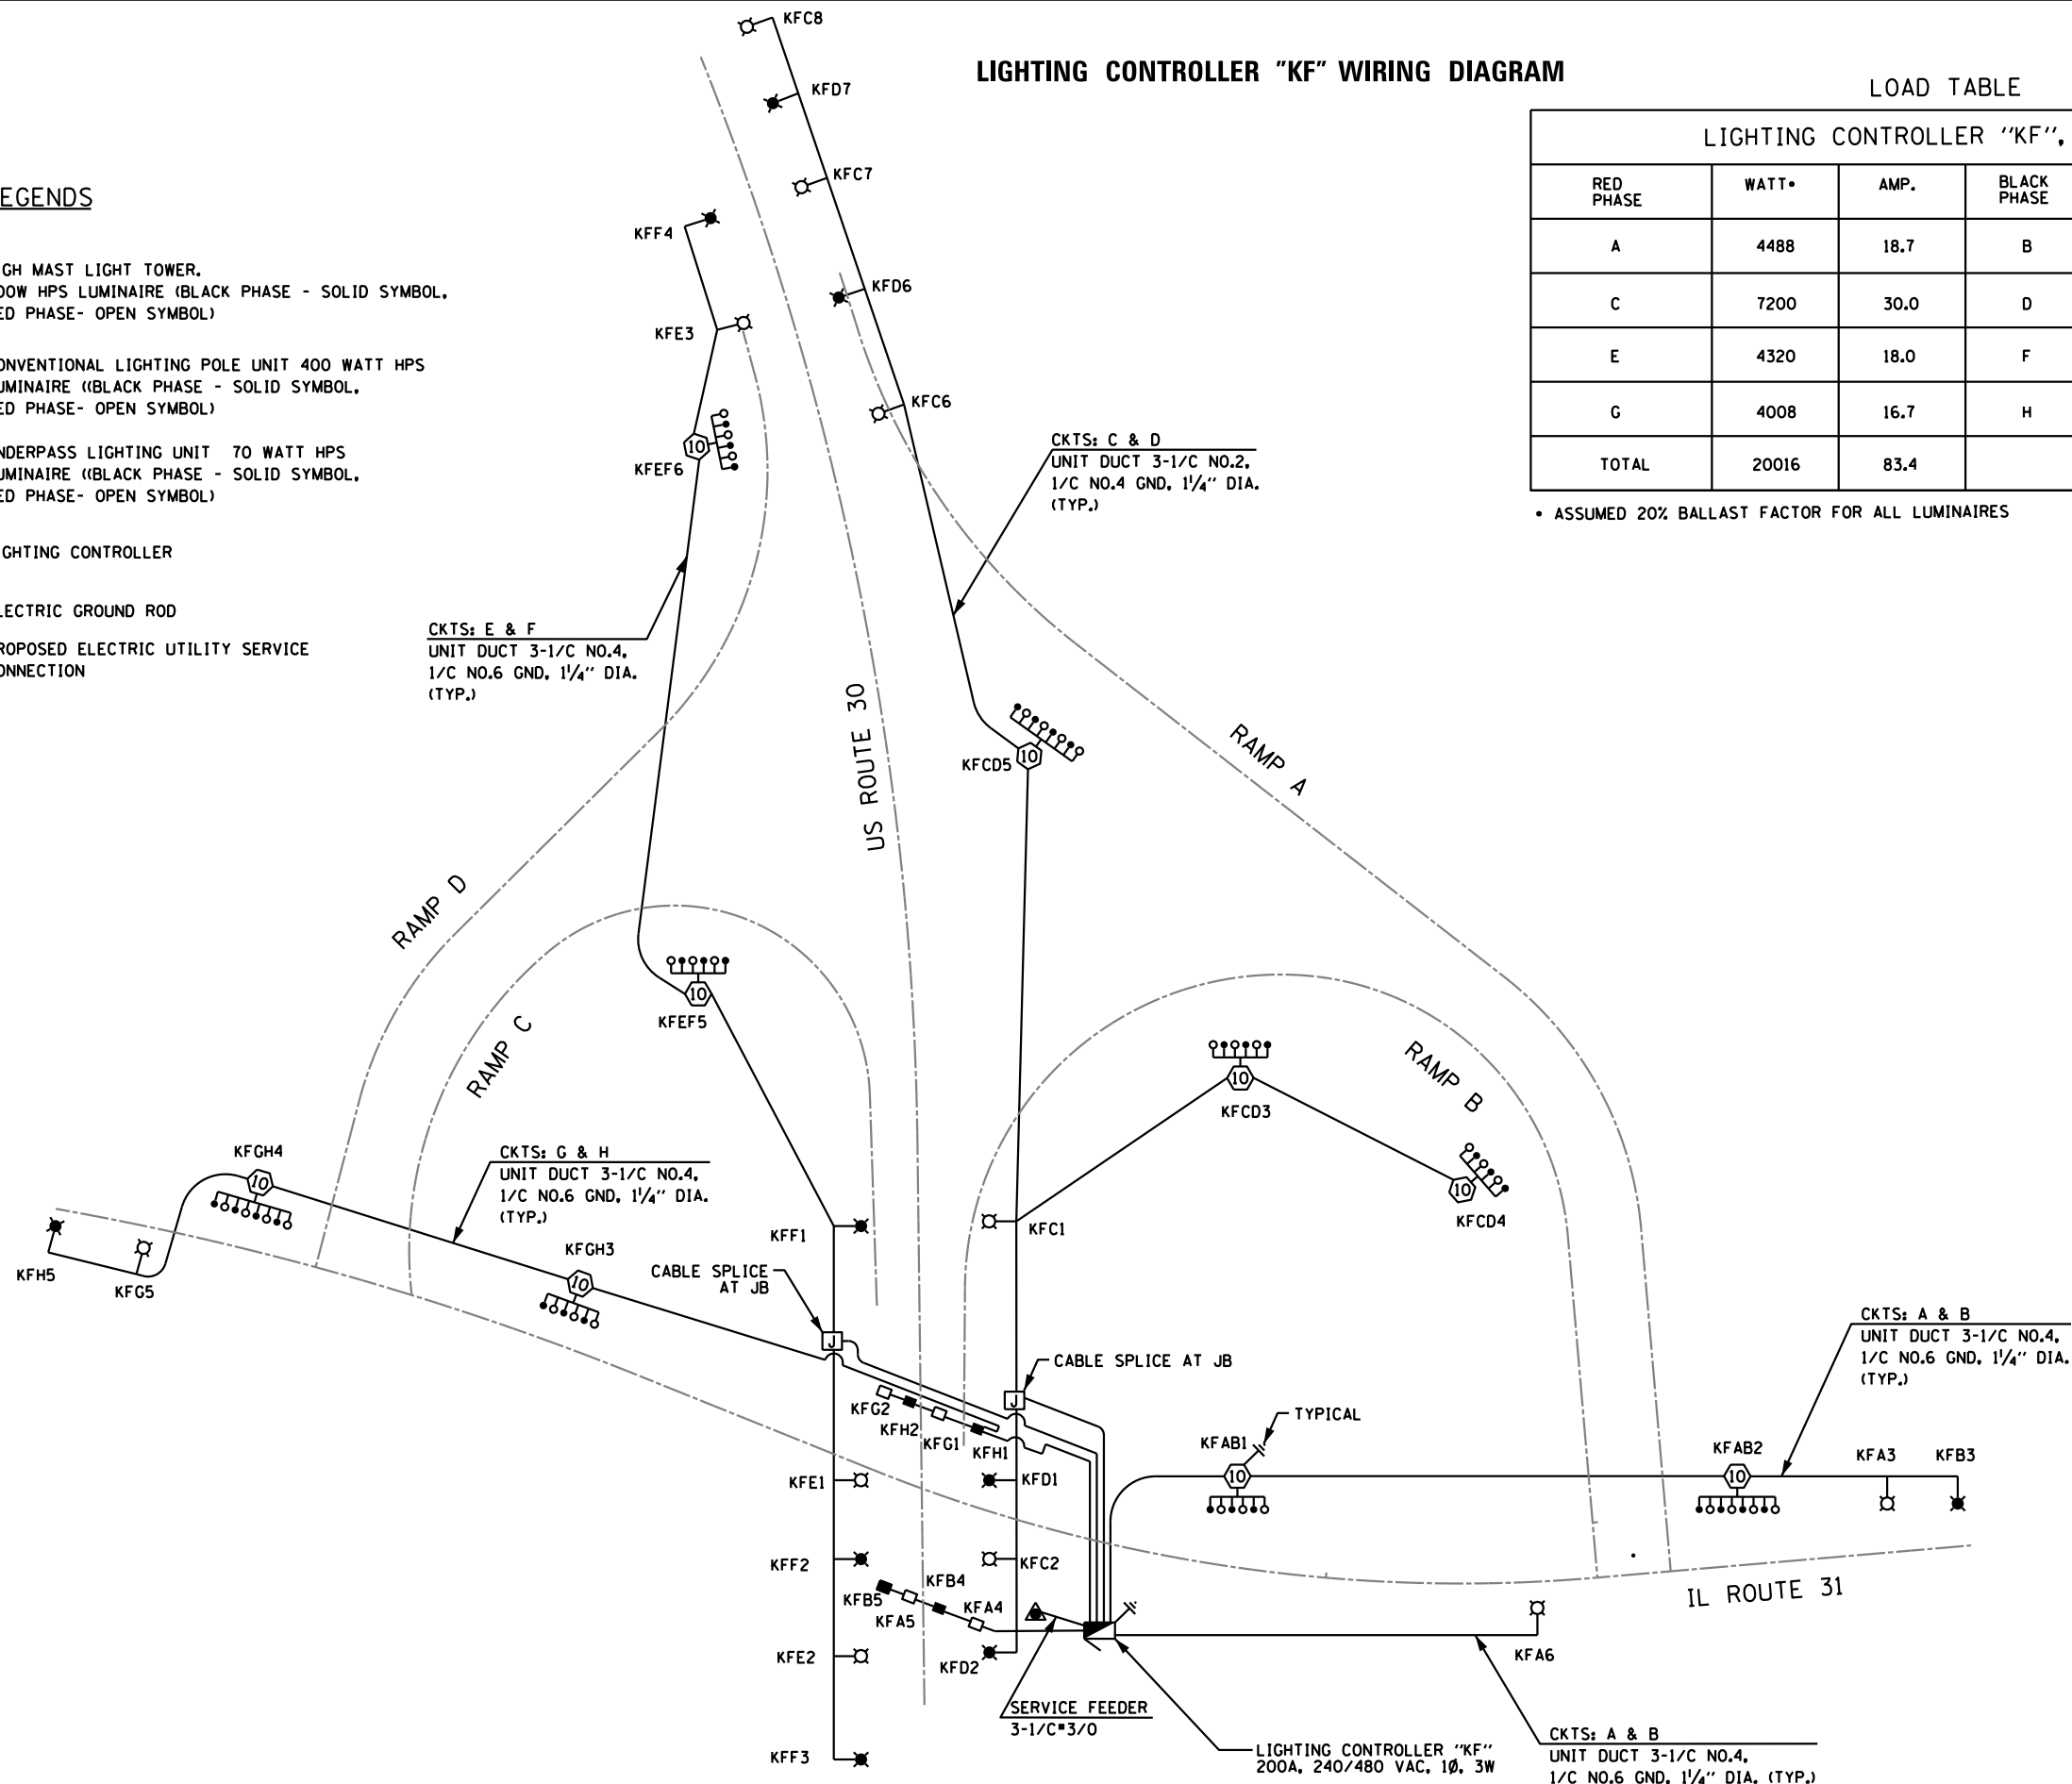 LIGHTING CONTROLLER "KF" WIRING DIAGRAM
LOAD TABLE
LIGHTING CONTROLLER "KF",
RED PHASE WATT* AMP. BLACK PHASE
A 4488 18.7 B
C 7200 30.0 D
E 4320 18.0 F
G 4008 16.7 H
TOTAL 20016 83.4
* ASSUMED 20% BALLAST FACTOR FOR ALL LUMINAIRES
EGENDS
GH MAST LIGHT TOWER.
00W HPS LUMINAIRE (BLACK PHASE - SOLID SYMBOL,
ED PHASE- OPEN SYMBOL)
ONVENTIONAL LIGHTING POLE UNIT 400 WATT HPS
UMINAIRE ((BLACK PHASE - SOLID SYMBOL,
ED PHASE- OPEN SYMBOL)
NDERPASS LIGHTING UNIT 70 WATT HPS
UMINAIRE ((BLACK PHASE - SOLID SYMBOL,
ED PHASE- OPEN SYMBOL)
GHTING CONTROLLER
LECTRIC GROUND ROD
ROPOSED ELECTRIC UTILITY SERVICE
ONNECTION
KFC8
KFD7
KFC7
KFF4
KFD6
KFE3
KFC6
10
KFEF6
CKTS: C & D
UNIT DUCT 3-1/C NO.2,
1/C NO.4 GND, 1¼" DIA.
(TYP.)
CKTS: E & F
UNIT DUCT 3-1/C NO.4,
1/C NO.6 GND, 1¼" DIA.
(TYP.)
US ROUTE 30
RAMP A
10
KFCD5
RAMP D
10
KFEF5
RAMP C
RAMP B
10
KFCD3
10
KFCD4
KFGH4
10
CKTS: G & H
UNIT DUCT 3-1/C NO.4,
1/C NO.6 GND, 1¼" DIA.
(TYP.)
KFF1
KFC1
KFH5
KFG5
KFGH3
10
CABLE SPLICE
AT JB
J
CABLE SPLICE AT JB
J
KFG2
KFH2
KFG1
KFH1
TYPICAL
KFAB1
10
KFAB2
10
KFA3
KFB3
CKTS: A & B
UNIT DUCT 3-1/C NO.4,
1/C NO.6 GND, 1¼" DIA.
(TYP.)
KFE1
KFD1
KFF2
KFC2
KFB4
KFB5
KFA5
KFA4
IL ROUTE 31
KFE2
KFD2
KFA6
SERVICE FEEDER
3-1/C#3/0
KFF3
LIGHTING CONTROLLER "KF"
200A, 240/480 VAC, 1Ø, 3W
CKTS: A & B
UNIT DUCT 3-1/C NO.4,
1/C NO.6 GND, 1¼" DIA. (TYP.)